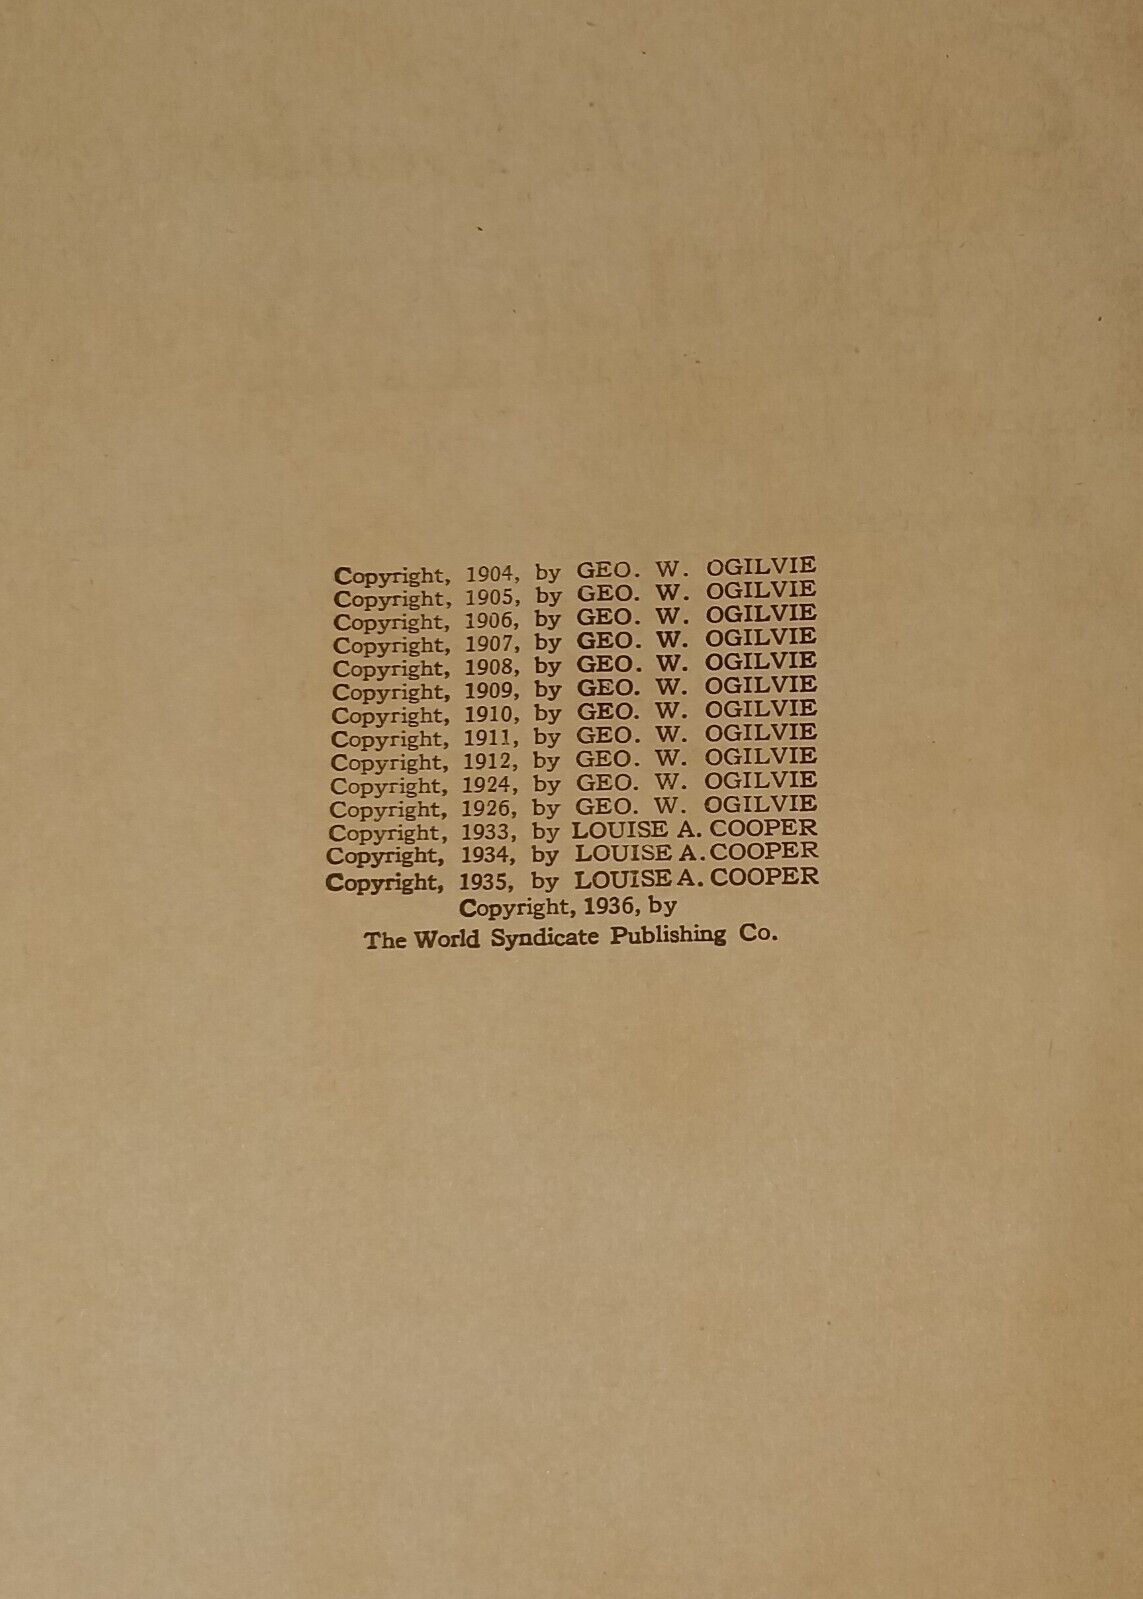 Copyright, 1904, by GEO. W. OGILVIE
Copyright, 1905, by GEO. W. OGILVIE
Copyright, 1906, by GEO. W. OGILVIE
Copyright, 1907, by GEO. W. OGILVIE
Copyright, 1908, by GEO. W. OGILVIE
Copyright, 1909, by GEO. W. OGILVIE
Copyright, 1910, by GEO. W. OGILVIE
Copyright, 1911, by GEO. W. OGILVIE
Copyright, 1912, by GEO. W. OGILVIE
Copyright, 1924, by GEO. W. OGILVIE
Copyright, 1926, by GEO. W. OGILVIE
Copyright, 1933, by LOUISE A. COOPER
Copyright, 1934, by LOUISE A. COOPER
Copyright, 1935, by LOUISE A. COOPER
Copyright, 1936, by
The World Syndicate Publishing Co.